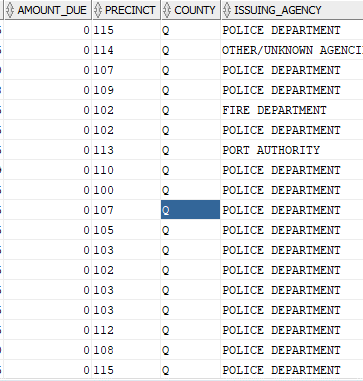 AMOUNT_DUE PRECINCT COUNTY ISSUING_AGENCY
0 115 Q POLICE DEPARTMENT
0 114 Q OTHER/UNKNOWN AGENCI
0 107 Q POLICE DEPARTMENT
0 109 Q POLICE DEPARTMENT
0 102 Q FIRE DEPARTMENT
0 102 Q POLICE DEPARTMENT
0 113 Q PORT AUTHORITY
0 110 Q POLICE DEPARTMENT
0 100 Q POLICE DEPARTMENT
0 107 Q POLICE DEPARTMENT
0 105 Q POLICE DEPARTMENT
0 103 Q POLICE DEPARTMENT
0 102 Q POLICE DEPARTMENT
0 103 Q POLICE DEPARTMENT
0 103 Q POLICE DEPARTMENT
0 112 Q POLICE DEPARTMENT
0 108 Q POLICE DEPARTMENT
0 115 Q POLICE DEPARTMENT